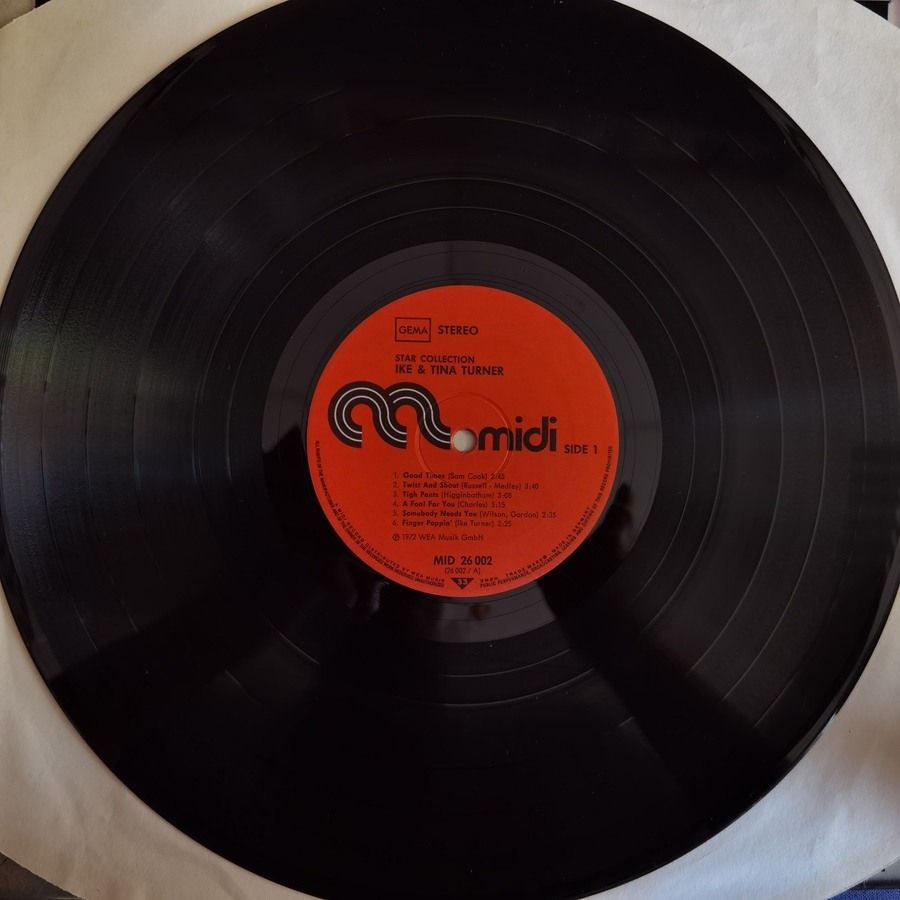 GEMA STEREO
STAR COLLECTION
IKE & TINA TURNER
midi SIDE 1
1. Good Times (Sam Cook) 2:45
2. Twist And Shout (Russell - Medley) 3:40
3. Tigh Pants (Higginbotham) 3:08
4. A Fool For You (Charles) 5:15
5. Somebody Needs You (Wilson, Gordon) 2:35
6. Finger Poppin' (Ike Turner) 2:25
℗ 1972 WEA Musik GmbH
MID 26 002
(26 002 / A)
33